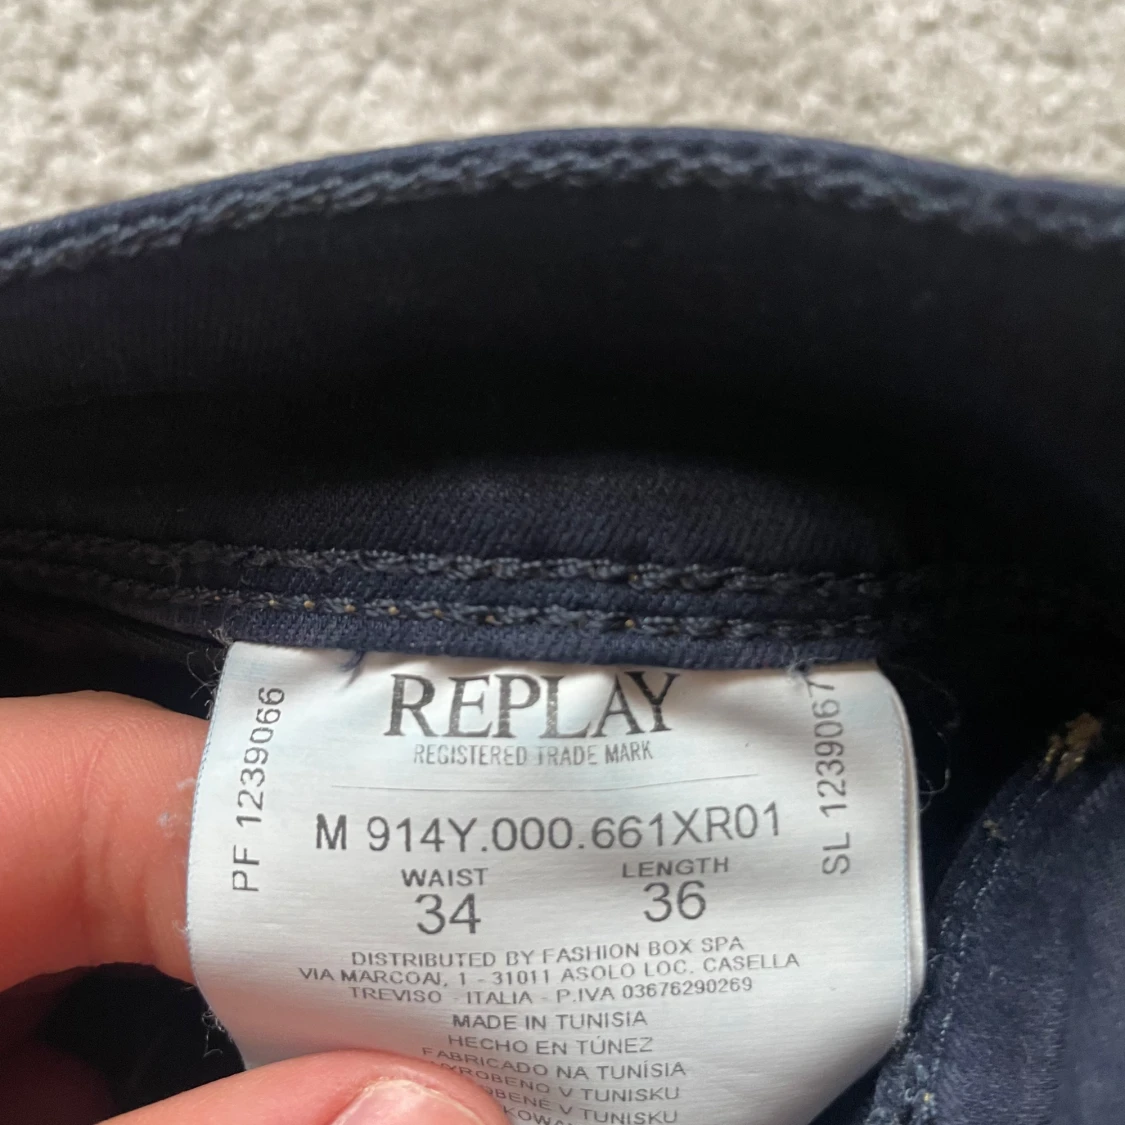 REPLAY
REGISTERED TRADE MARK
PF 1239066
SL 1239067
M 914Y.000.661XR01
WAIST LENGTH
34 36
DISTRIBUTED BY FASHION BOX SPA
VIA MARCOAI, 1 - 31011 ASOLO LOC. CASELLA
TREVISO - ITALIA - P.IVA 03676290269
MADE IN TUNISIA
HECHO EN TÚNEZ
FABRICADO NA TUNÍSIA
VYROBENO V TUNISKU
V TUNISKU